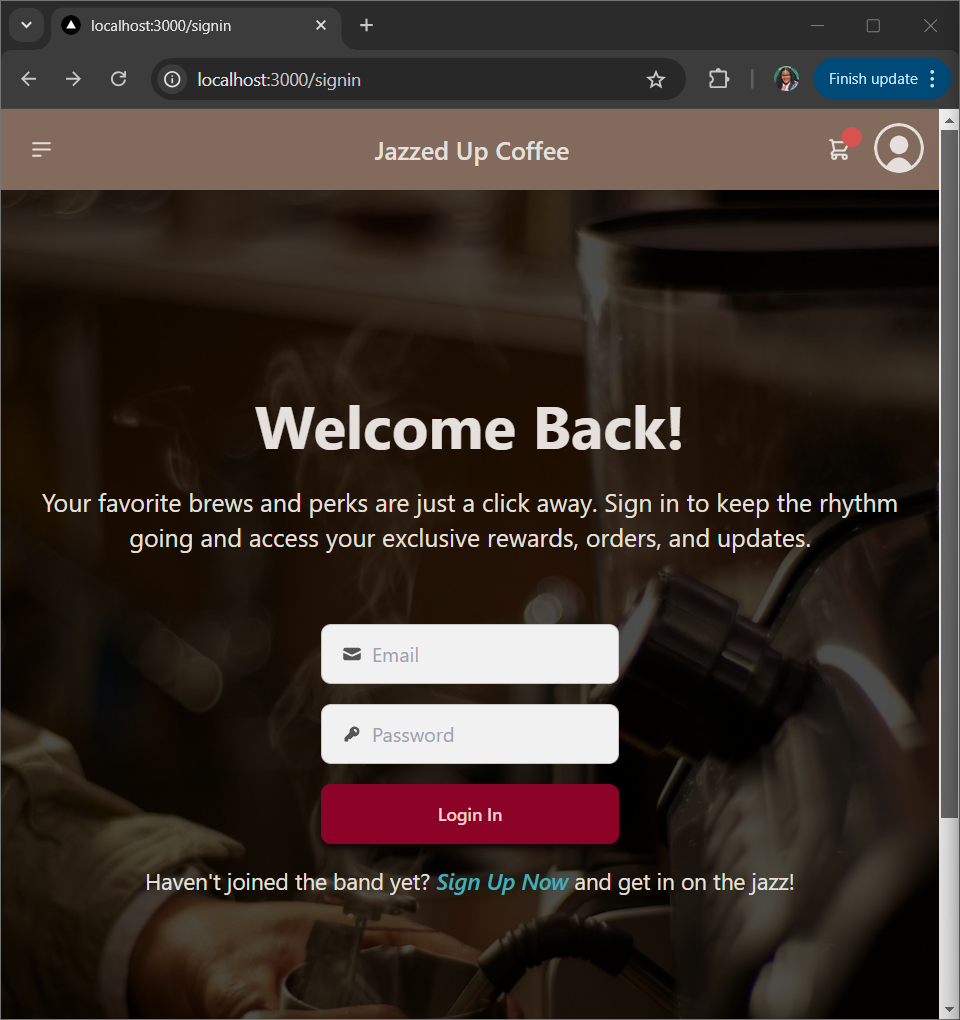 localhost:3000/signin
localhost:3000/signin
Finish update
Jazzed Up Coffee
Welcome Back!
Your favorite brews and perks are just a click away. Sign in to keep the rhythm
going and access your exclusive rewards, orders, and updates.
Email
Password
Login In
Haven't joined the band yet? Sign Up Now and get in on the jazz!